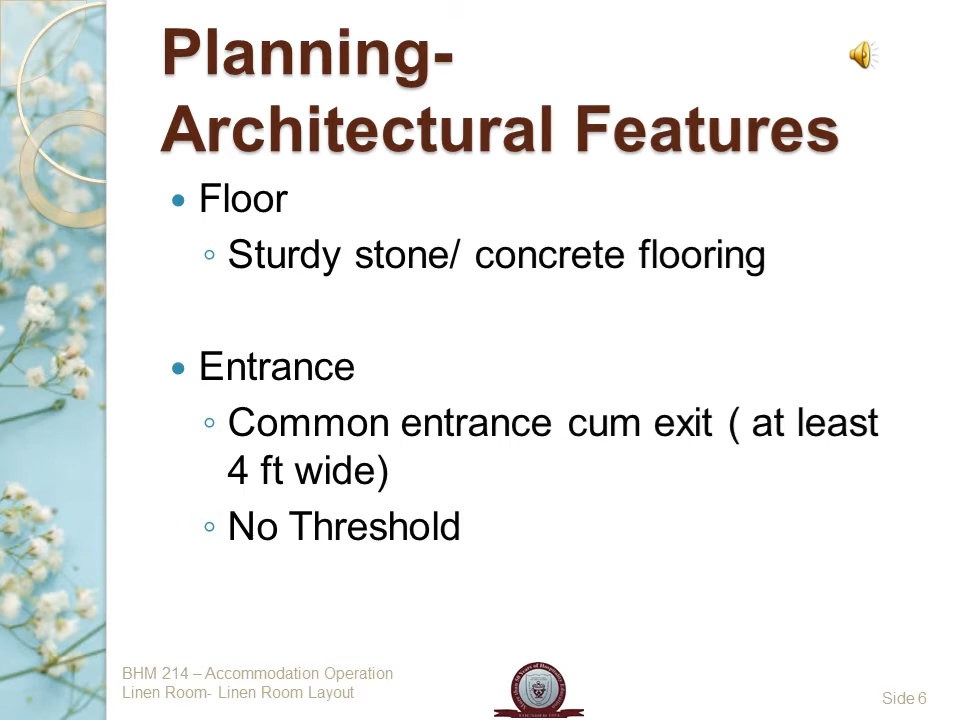 Planning-
Architectural Features
Floor
Sturdy stone/ concrete flooring
Entrance
Common entrance cum exit ( at least
4 ft wide)
No Threshold
BHM 214 – Accommodation Operation
Linen Room- Linen Room Layout
Side 6